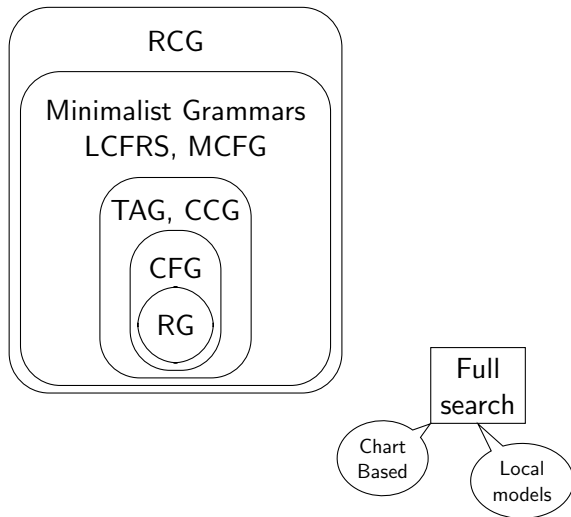 RCG
Minimalist Grammars
LCFRS, MCFG
TAG, CCG
CFG
RG
Full
search
Chart
Based
Local
models